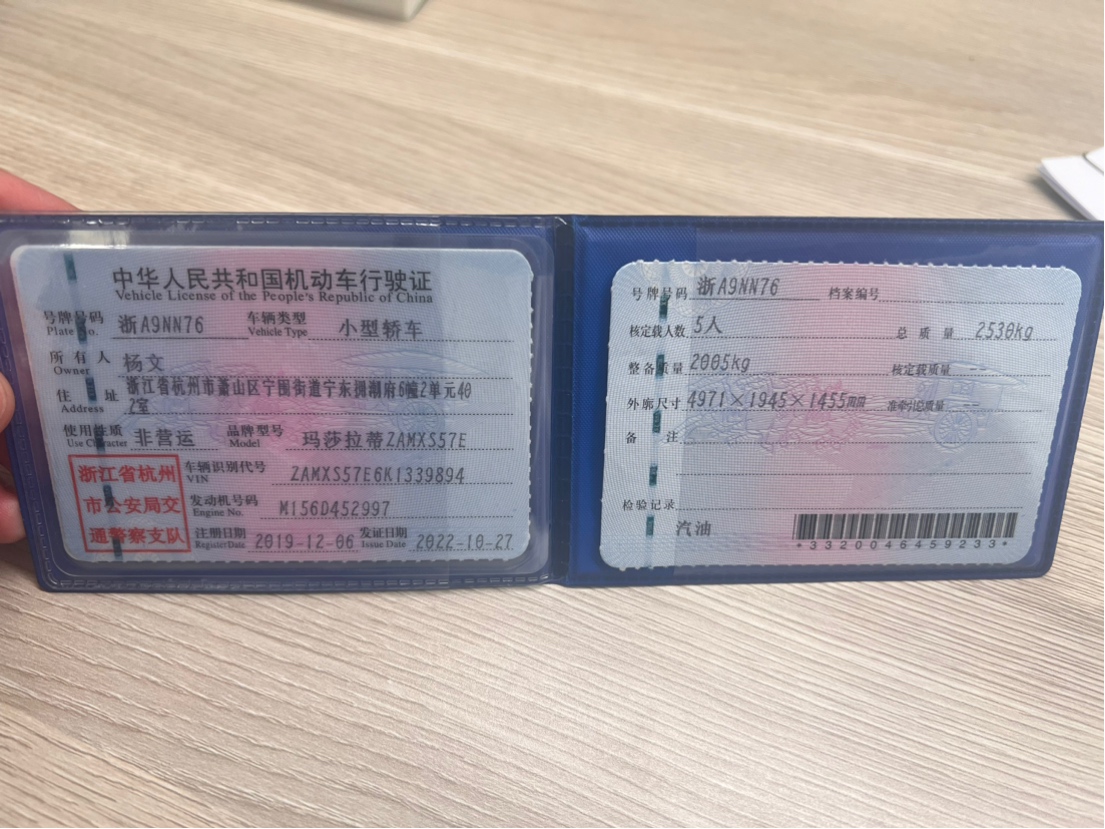 中华人民共和国机动车行驶证
Vehicle License of the People's Republic of China
号牌号码 浙A9NN76 车辆类型 小型轿车
Plate No. Vehicle Type
所有人 杨文
Owner
住址 浙江省杭州市萧山区宁围街道宁东拥潮府6幢2单元40
Address 2室
使用性质 非营运 品牌型号 玛莎拉蒂ZAMXS57E
Use Character Model
浙江省杭州
市公安局交
通警察支队
车辆识别代号 ZAMXS57E6K1339894
VIN
发动机号码 M156D452997
Engine No.
注册日期 2019-12-06 发证日期 2022-10-27
Register Date Issue Date
号牌号码 浙A9NN76 档案编号
核定载人数 5人 总质量 2530kg
整备质量 2005kg 核定载质量 --
外廓尺寸 4971×1945×1455mm 准牵引总质量 --
备注
检验记录
汽油
*3320046459233*